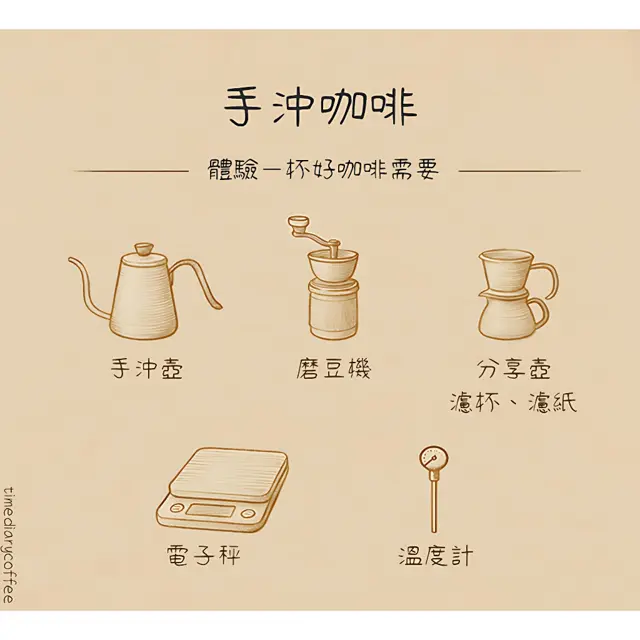 手沖咖啡
體驗一杯好咖啡需要
手沖壺
磨豆機
分享壺
濾杯、濾紙
電子秤
溫度計
timediarycoffee